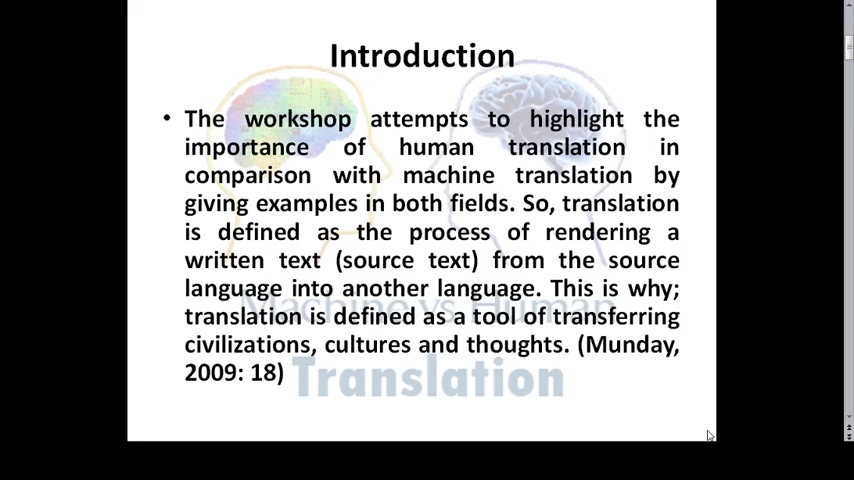 Introduction
• The workshop attempts to highlight the
importance of human translation in
comparison with machine translation by
giving examples in both fields. So, translation
is defined as the process of rendering a
written text (source text) from the source
language into another language. This is why;
translation is defined as a tool of transferring
civilizations, cultures and thoughts. (Munday,
2009: 18)
Machine vs Human
Translation